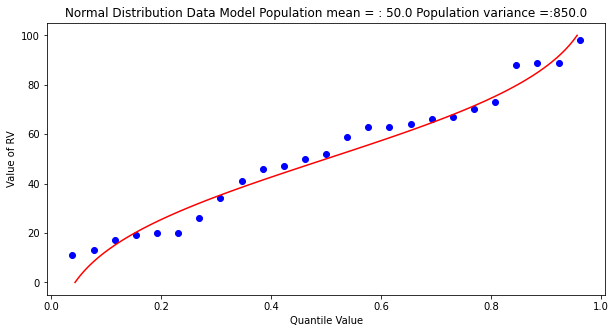 Normal Distribution Data Model Population mean = : 50.0 Population variance =:850.0
100
80
60
40
20
0
Value of RV
0.0 0.2 0.4 0.6 0.8 1.0
Quantile Value